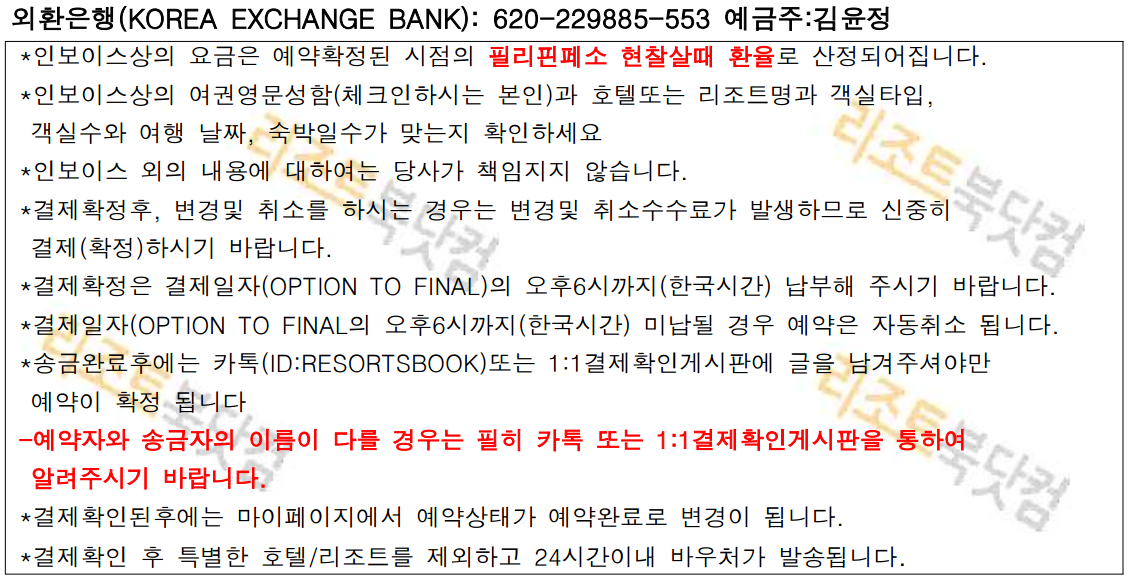 외환은행(KOREA EXCHANGE BANK): 620-229885-553 예금주:김윤정
*인보이스상의 요금은 예약확정된 시점의 필리핀페소 현찰살때 환율로 산정되어집니다.
*인보이스상의 여권영문성함(체크인하시는 본인)과 호텔또는 리조트명과 객실타입,
객실수와 여행 날짜, 숙박일수가 맞는지 확인하세요
*인보이스 외의 내용에 대하여는 당사가 책임지지 않습니다.
*결제확정후, 변경및 취소를 하시는 경우는 변경및 취소수수료가 발생하므로 신중히
결제(확정)하시기 바랍니다.
*결제확정은 결제일자(OPTION TO FINAL)의 오후6시까지(한국시간) 납부해 주시기 바랍니다.
*결제일자(OPTION TO FINAL의 오후6시까지(한국시간) 미납될 경우 예약은 자동취소 됩니다.
*송금완료후에는 카톡(ID:RESORTSBOOK)또는 1:1결제확인게시판에 글을 남겨주셔야만
예약이 확정 됩니다
-예약자와 송금자의 이름이 다를 경우는 필히 카톡 또는 1:1결제확인게시판을 통하여
알려주시기 바랍니다.
*결제확인된후에는 마이페이지에서 예약상태가 예약완료로 변경이 됩니다.
*결제확인 후 특별한 호텔/리조트를 제외하고 24시간이내 바우처가 발송됩니다.
리조트북닷컴
리조트북닷컴
리조트북닷컴
리조트북닷컴